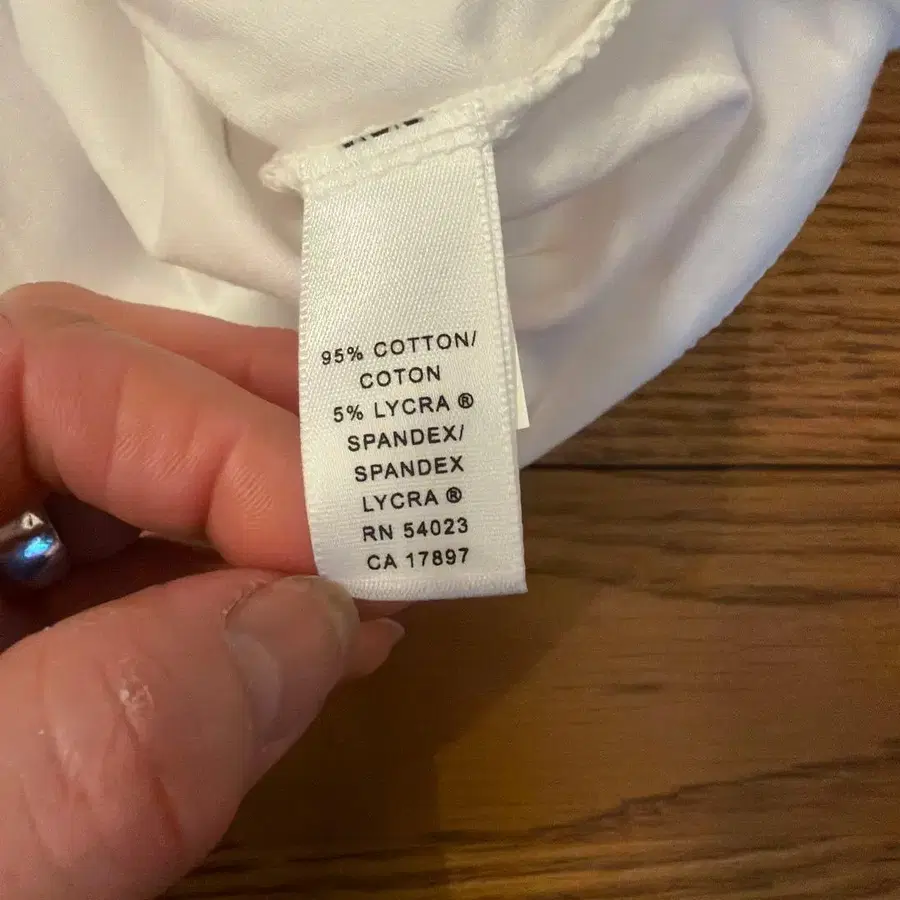 95% COTTON/
COTON
5% LYCRA ®
SPANDEX/
SPANDEX
LYCRA ®
RN 54023
CA 17897